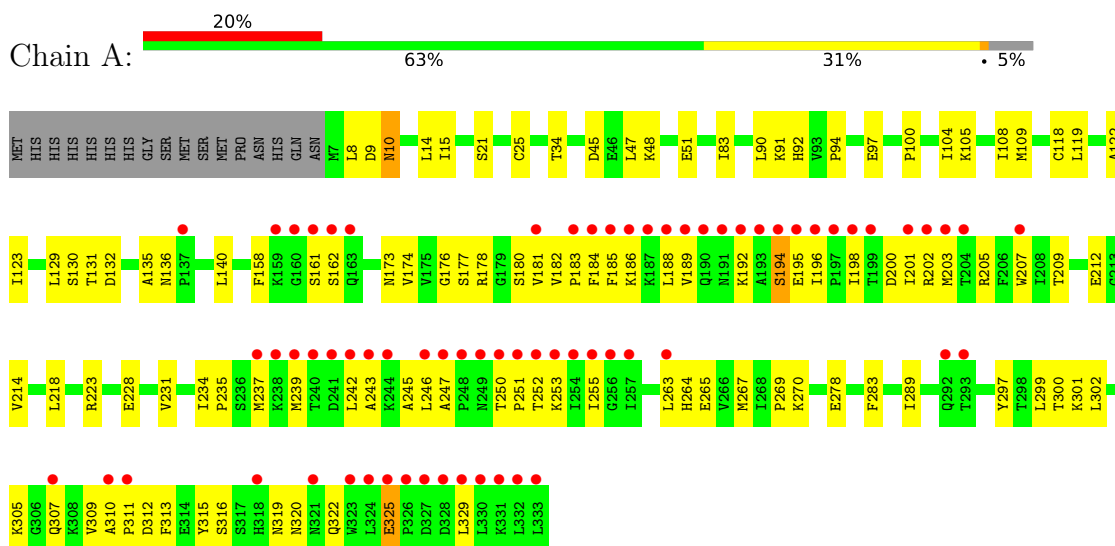 Chain A:
20%
63% 31% • 5%
MET HIS HIS HIS HIS HIS HIS GLY SER MET SER MET PRO ASN HIS GLN ASN M7 L8 D9 N10 L14 I15 S21 C25 T34 D45 E46 L47 K48 E51 I83 L90 K91 H92 V93 P94 E97 P100 I104 K105 I108 M109 C118 L119 A122
I123 L129 S130 T131 D132 A135 N136 P137 L140 F158 K159 G160 S161 S162 Q163 N173 V174 V175 G176 S177 R178 G179 S180 V181 V182 P183 F184 F185 K186 K187 L188 V189 Q190 N191 K192 A193 S194 E195 I196 P197 I198 T199 D200 I201 R202 M203 T204 R205 F206 W207 I208 T209 E212 G213
V214 L218 R223 E228 V231 I234 P235 S236 M237 K238 M239 T240 D241 L242 A243 K244 A245 L246 A247 P248 N249 T250 P251 T252 K253 I254 I255 G256 I257 L263 H264 E265 V266 M267 I268 P269 K270 E278 F283 I289 Q292 T293 Y297 T298 L299 T300 K301 L302
K305 G306 Q307 K308 V309 A310 P311 D312 F313 E314 Y315 S316 S317 H318 N319 N320 N321 Q322 W323 L324 E325 P326 D327 D328 L329 L330 K331 L332 L333